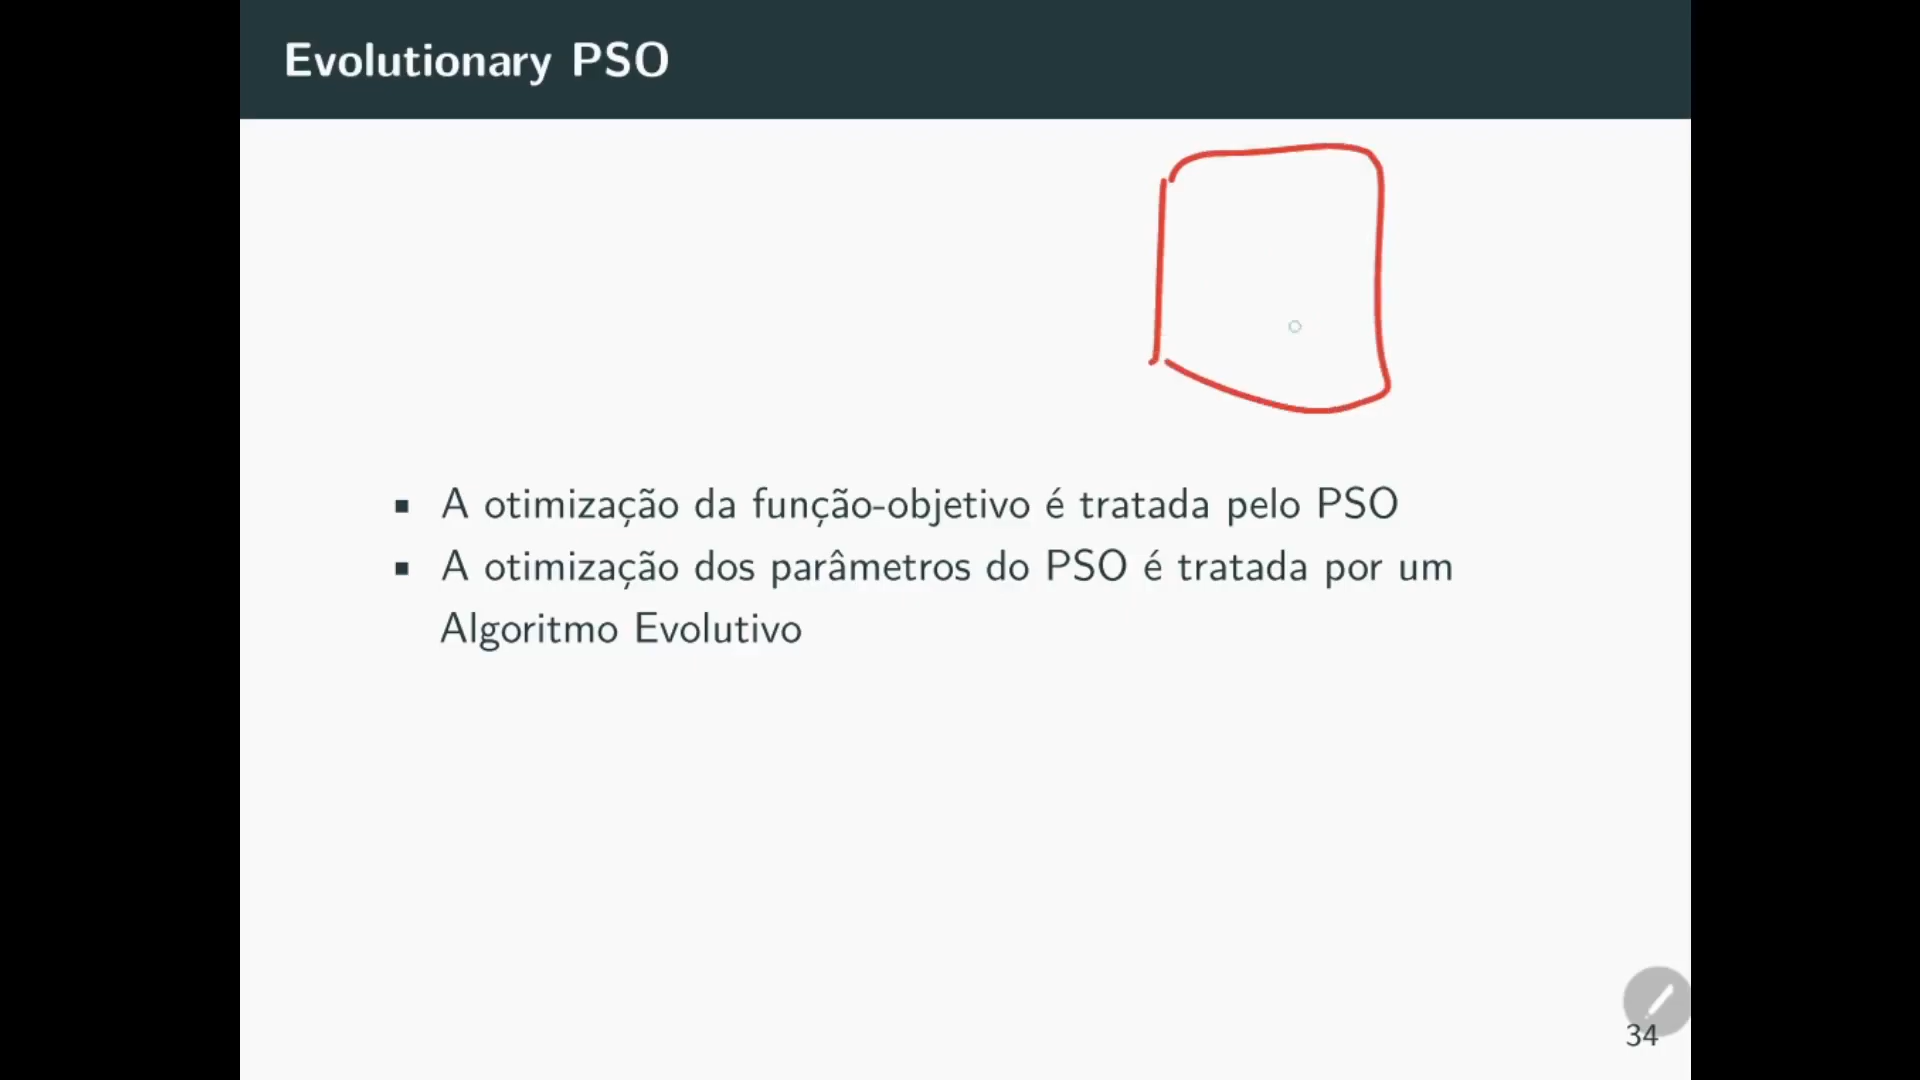 Evolutionary PSO
A otimização da função-objetivo é tratada pelo PSO
A otimização dos parâmetros do PSO é tratada por um
Algoritmo Evolutivo
34